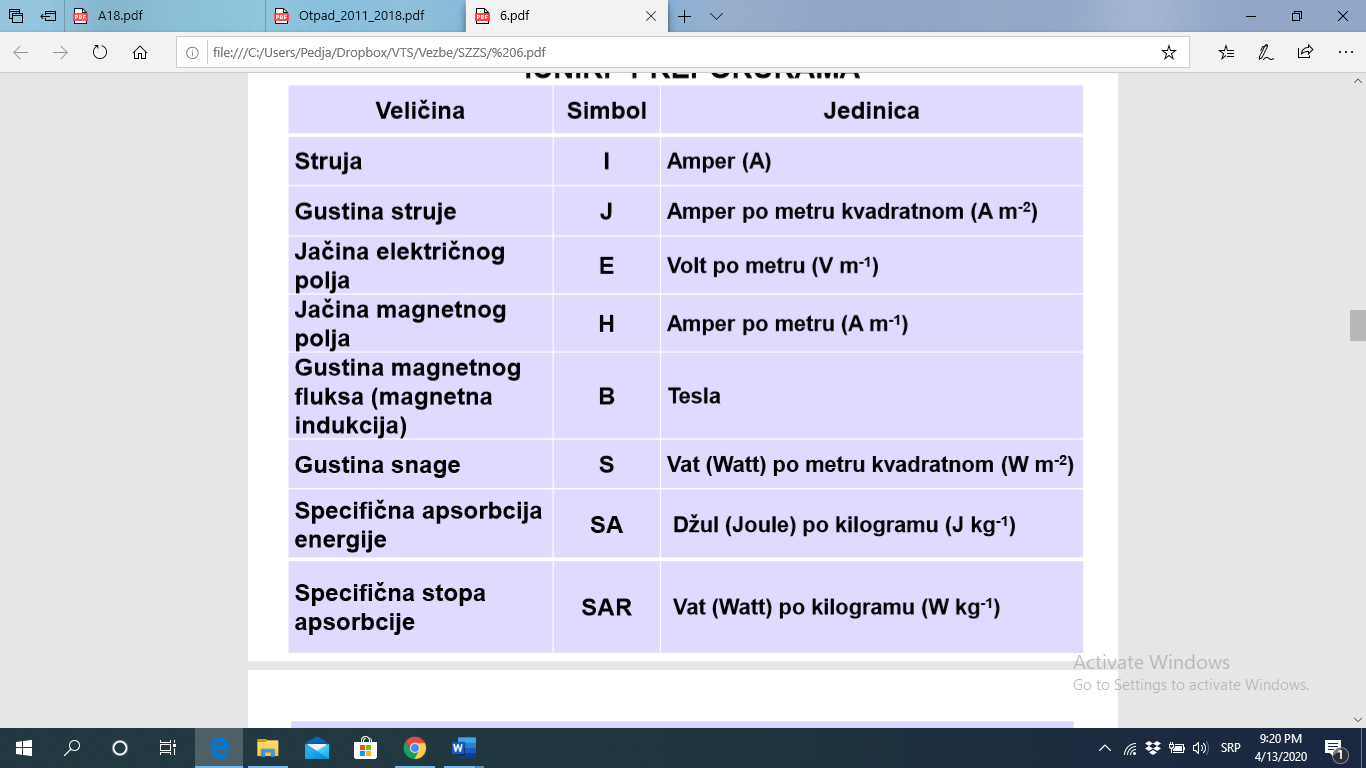 A18.pdf
Otpad_2011_2018.pdf
6.pdf
file:///C:/Users/Pedja/Dropbox/VTS/Vezbe/SZZS/%206.pdf
Veličina Simbol Jedinica
Struja I Amper (A)
Gustina struje J Amper po metru kvadratnom (A m-2)
Jačina električnog
polja
E Volt po metru (V m-1)
Jačina magnetnog
polja
H Amper po metru (A m-1)
Gustina magnetnog
fluksa (magnetna
indukcija)
B Tesla
Gustina snage S Vat (Watt) po metru kvadratnom (W m-2)
Specifična apsorbcija
energije
SA Džul (Joule) po kilogramu (J kg-1)
Specifična stopa
apsorbcije
SAR Vat (Watt) po kilogramu (W kg-1)
Activate Windows
Go to Settings to activate Windows.
SRP
9:20 PM
4/13/2020
1